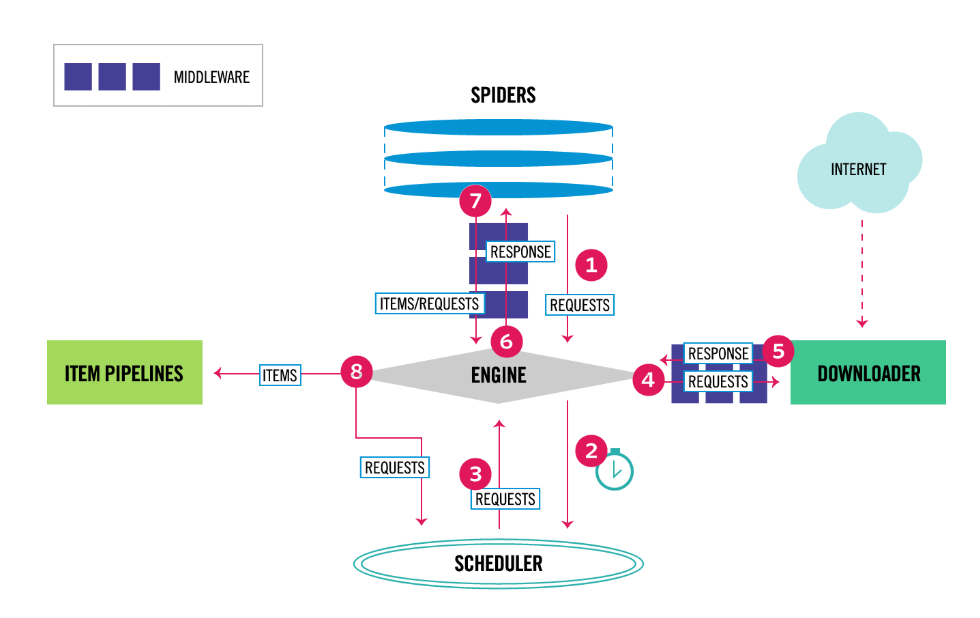 MIDDLEWARE
SPIDERS
INTERNET
7
RESPONSE
1
ITEMS/REQUESTS
REQUESTS
6
5
RESPONSE
ITEM PIPELINES
ITEMS
8
ENGINE
4
REQUESTS
DOWNLOADER
2
REQUESTS
3
REQUESTS
SCHEDULER